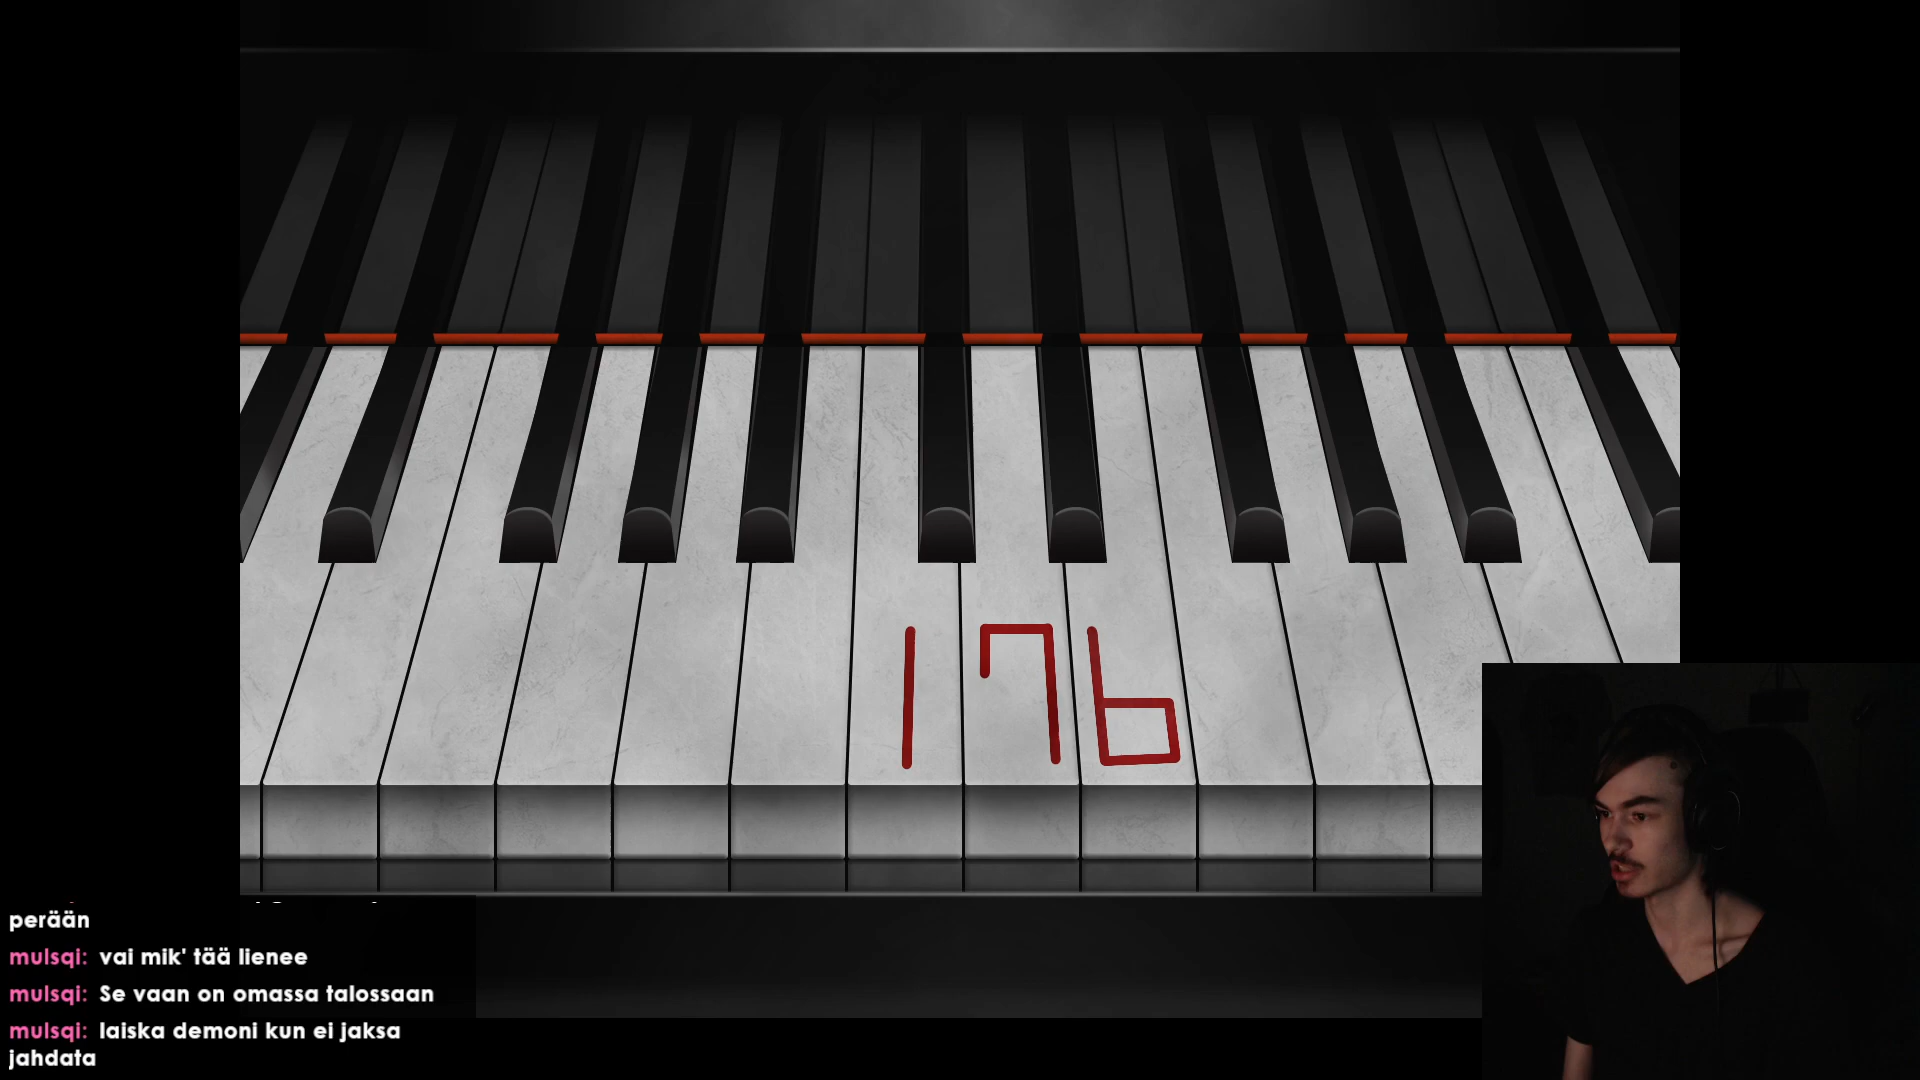 176
perään
mulsqi: vai mik' tää lienee
mulsqi: Se vaan on omassa talossaan
mulsqi: laiska demoni kun ei jaksa
jahdata